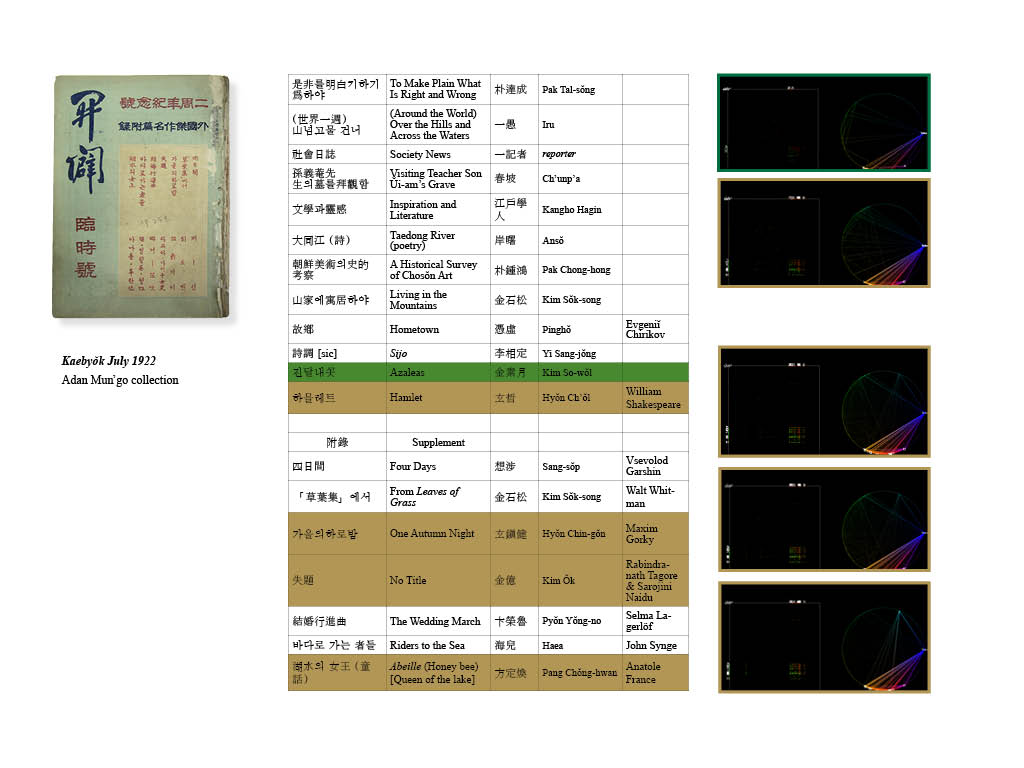 開闢
臨時號
二周年紀念號
外國傑作名篇附錄
Kaebyŏk July 1922
Adan Mun’go collection
是非를明白기하기
爲하야
To Make Plain What
Is Right and Wrong
朴達成
Pak Tal-sŏng
(世界一週)
山넘고물 건너
(Around the World)
Over the Hills and
Across the Waters
一愚
Iru
社會日誌
Society News
一記者
reporter
孫義菴先
生의墓를拜觀함
Visiting Teacher Son
Ŭi-am’s Grave
春坡
Ch’unp’a
文學과靈感
Inspiration and
Literature
江戶學
人
Kangho Hagin
大同江 (詩)
Taedong River
(poetry)
岸曙
Ansŏ
朝鮮美術의史的
考察
A Historical Survey
of Chosŏn Art
朴鍾鴻
Pak Chong-hong
山家에寓居하야
Living in the
Mountains
金石松
Kim Sŏk-song
故鄉
Hometown
憑虛
Pinghŏ
Evgeniĭ
Chirikov
詩調 [sic]
Sijo
李相定
Yi Sang-jŏng
진달내꼿
Azaleas
金素月
Kim So-wŏl
하믈레트
Hamlet
玄哲
Hyŏn Ch’ŏl
William
Shakespeare
附錄
Supplement
四日間
Four Days
想涉
Sang-sŏp
Vsevolod
Garshin
「草葉集」에서
From Leaves of
Grass
金石松
Kim Sŏk-song
Walt Whit-
man
가을의하로밤
One Autumn Night
玄鎭健
Hyŏn Chin-gŏn
Maxim
Gorky
失題
No Title
金億
Kim Ŏk
Rabindra-
nath Tagore
& Sarojini
Naidu
結婚行進曲
The Wedding March
卞榮魯
Pyŏn Yŏng-no
Selma La-
gerlöf
바다로 가는 者들
Riders to the Sea
海兒
Haea
John Synge
湖水의 女王 (童
話)
Abeille (Honey bee)
[Queen of the lake]
方定煥
Pang Chŏng-hwan
Anatole
France